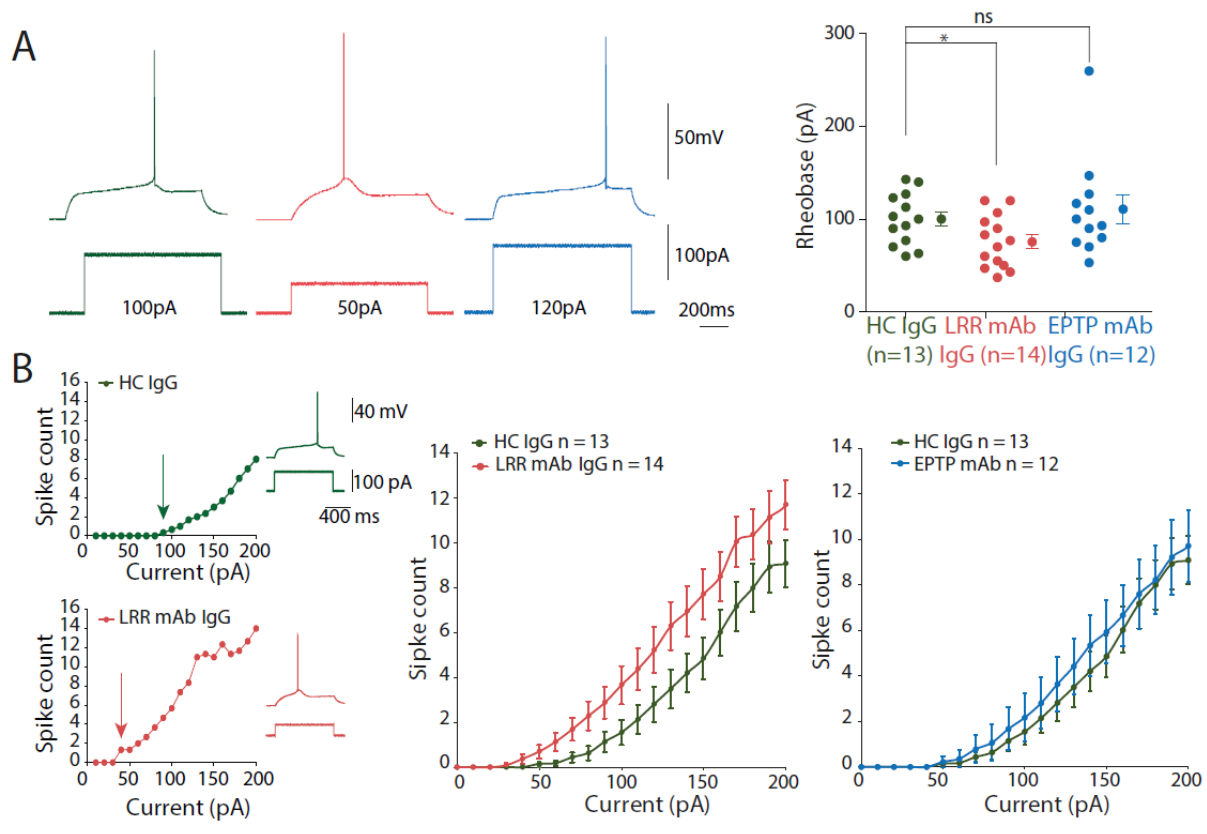 A
50mV
100pA
200ms
100pA
50pA
120pA
ns
*
300
200
100
0
Rheobase (pA)
HC IgG
(n=13)
LRR mAb
IgG (n=14)
EPTP mAb
IgG (n=12)
B
HC IgG
16
14
12
10
8
6
4
2
0
Spike count
50
100
150
200
Current (pA)
40 mV
100 pA
400 ms
LRR mAb IgG
16
14
12
10
8
6
4
2
0
Spike count
50
100
150
200
Current (pA)
HC IgG n = 13
LRR mAb IgG n = 14
14
12
10
8
6
4
2
0
Sipke count
0
50
100
150
200
Current (pA)
HC IgG n = 13
EPTP mAb n = 12
14
12
10
8
6
4
2
0
Sipke count
0
50
100
150
200
Current (pA)